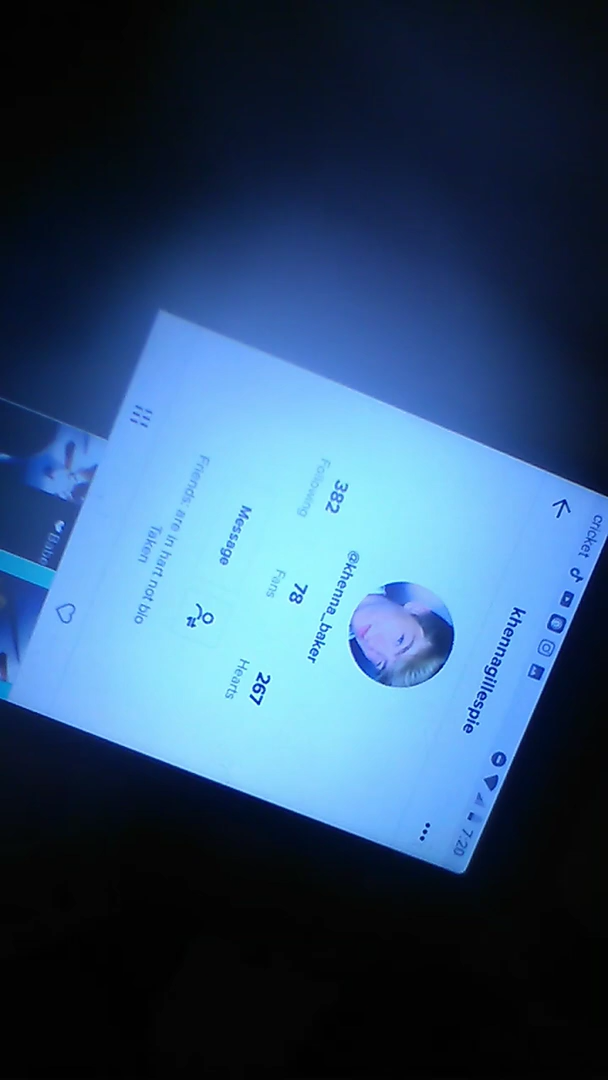 cricket 7:20
khennagillespie
@khenna_baker
382 78 267
Following Fans Hearts
Message
Friends: are in hart not bio
Taken
❤Babe